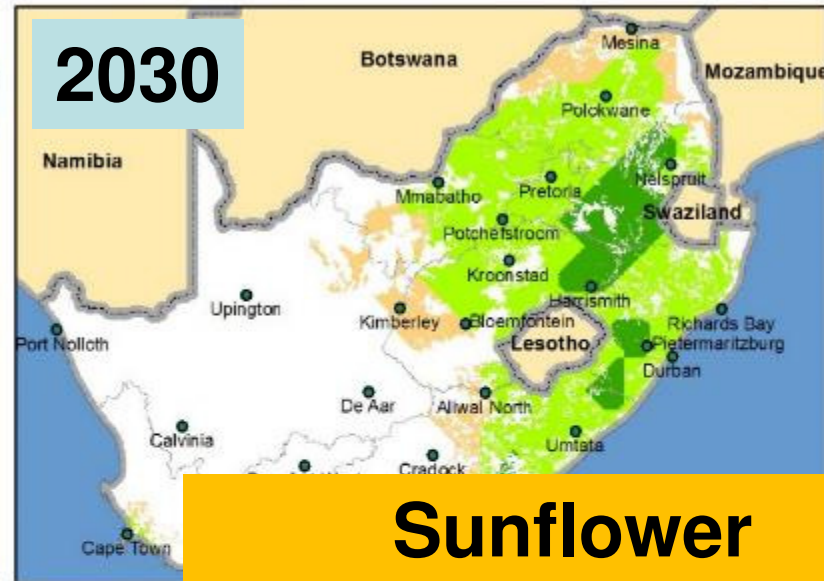 2030
Mesina
Botswana
Mozambique
Polokwane
Namibia
Nelspruit
Mmabatho
Pretoria
Swaziland
Potchefstroom
Kroonstad
Harrismith
Upington
Kimberley
Bloemfontein
Richards Bay
Port Nolloth
Lesotho
Pietermaritzburg
Durban
De Aar
Aliwal North
Calvinia
Umtata
Cradock
Sunflower
Cape Town